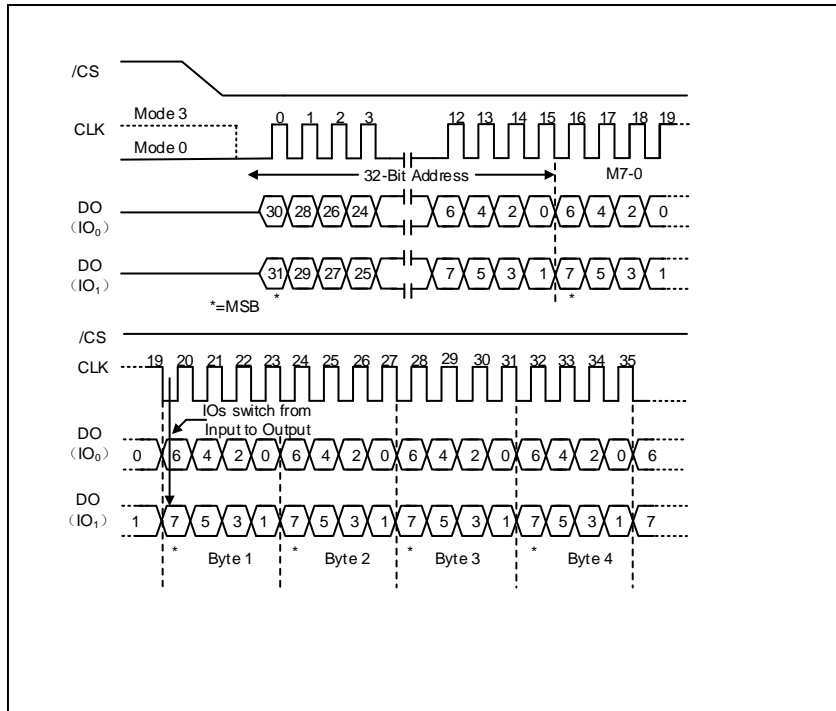 /CS
Mode 3
0 1 2 3 12 13 14 15 16 17 18 19
CLK
Mode 0
32-Bit Address M7-0
DO
（IO₀）
30 28 26 24 6 4 2 0 6 4 2 0
DO
（IO₁）
31 29 27 25 7 5 3 1 7 5 3 1
* *
*=MSB
/CS
19 20 21 22 23 24 25 26 27 28 29 30 31 32 33 34 35
CLK
IOs switch from
Input to Output
DO
（IO₀）
0 6 4 2 0 6 4 2 0 6 4 2 0 6 4 2 0 6
DO
（IO₁）
1 7 5 3 1 7 5 3 1 7 5 3 1 7 5 3 1 7
* * * *
Byte 1 Byte 2 Byte 3 Byte 4